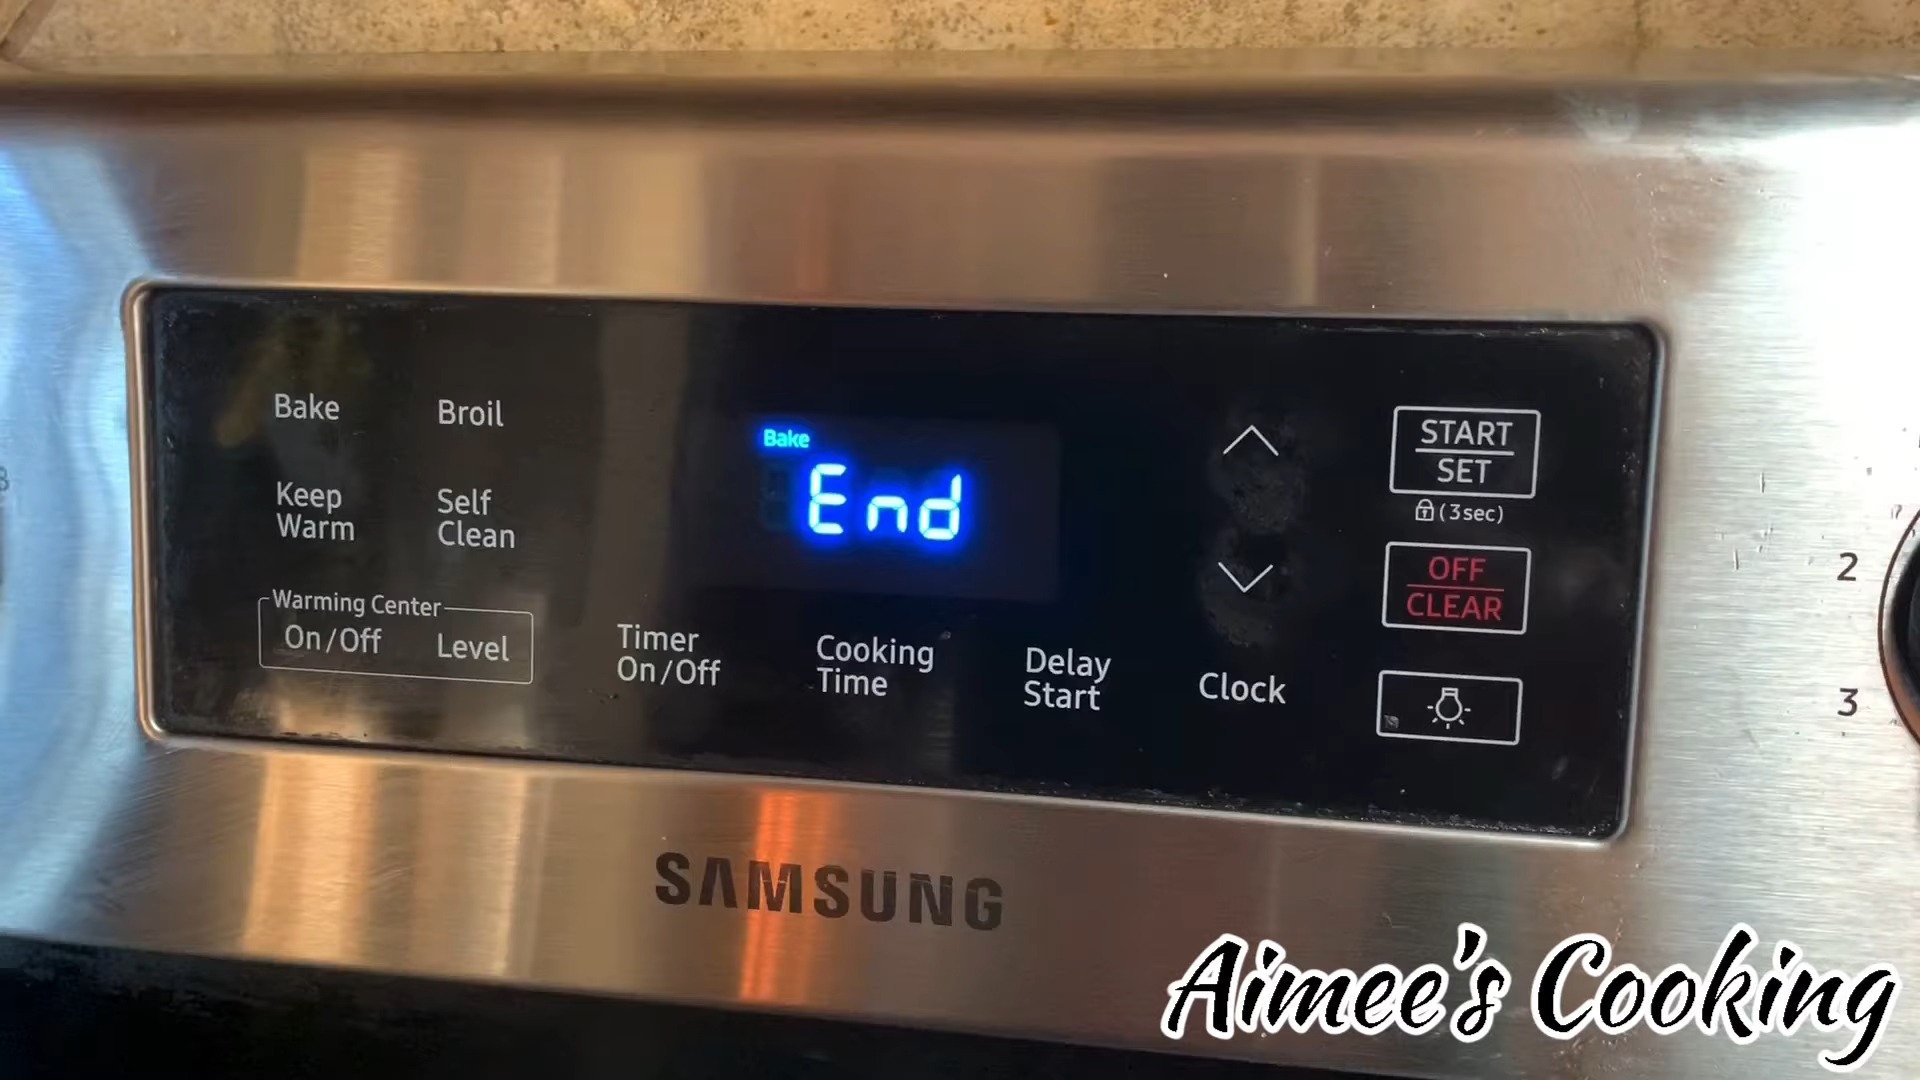 Bake
Broil
Keep
Warm
Self
Clean
Warming Center
On/Off
Level
Bake
End
Timer
On/Off
Cooking
Time
Delay
Start
Clock
START
SET
(3sec)
OFF
CLEAR
2
3
SAMSUNG
Aimee's Cooking